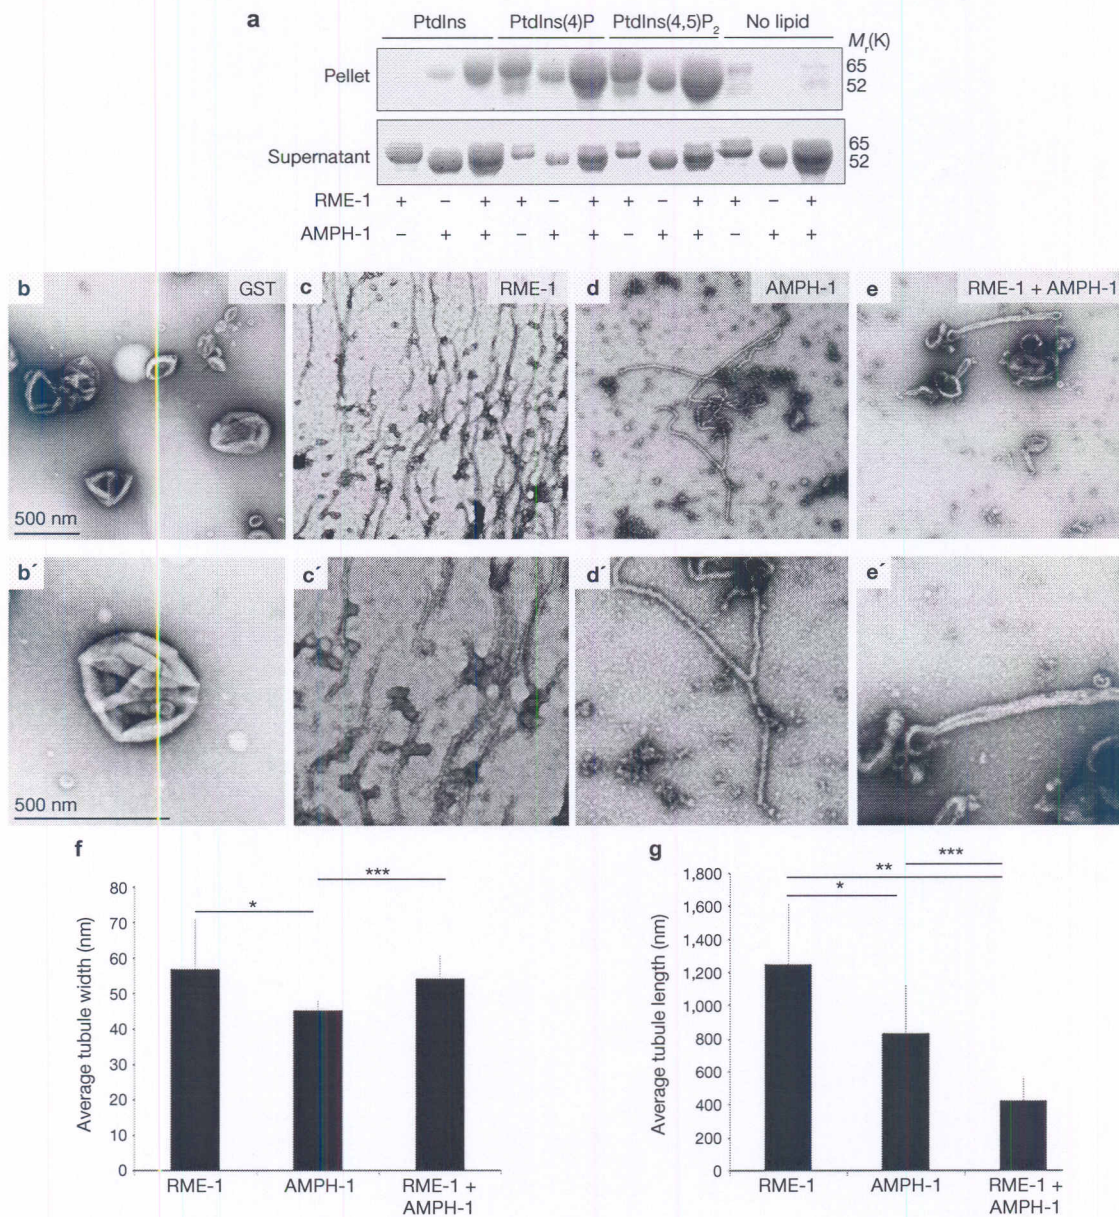 a
PtdIns PtdIns(4)P PtdIns(4,5)P2 No lipid
Mr(K)
Pellet
65
52
Supernatant
65
52
RME-1 + – + + – + + – + + – +
AMPH-1 – + + – + + – + + – + +
b GST
c RME-1
d AMPH-1
e RME-1 + AMPH-1
500 nm
b´
c´
d´
e´
500 nm
f
Average tubule width (nm)
80
70
60
50
40
30
20
10
0
*
***
RME-1 AMPH-1 RME-1 +
AMPH-1
g
Average tubule length (nm)
1,800
1,600
1,400
1,200
1,000
800
600
400
200
0
***
**
*
RME-1 AMPH-1 RME-1 +
AMPH-1